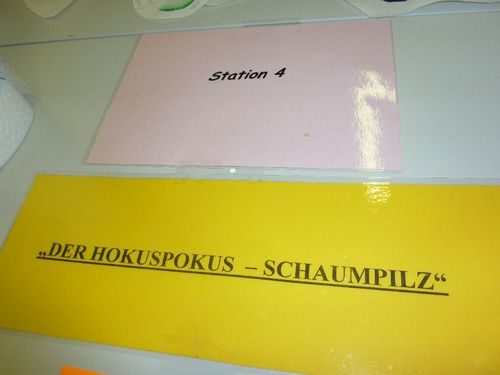 Station 4
„DER HOKUSPOKUS – SCHAUMPILZ“